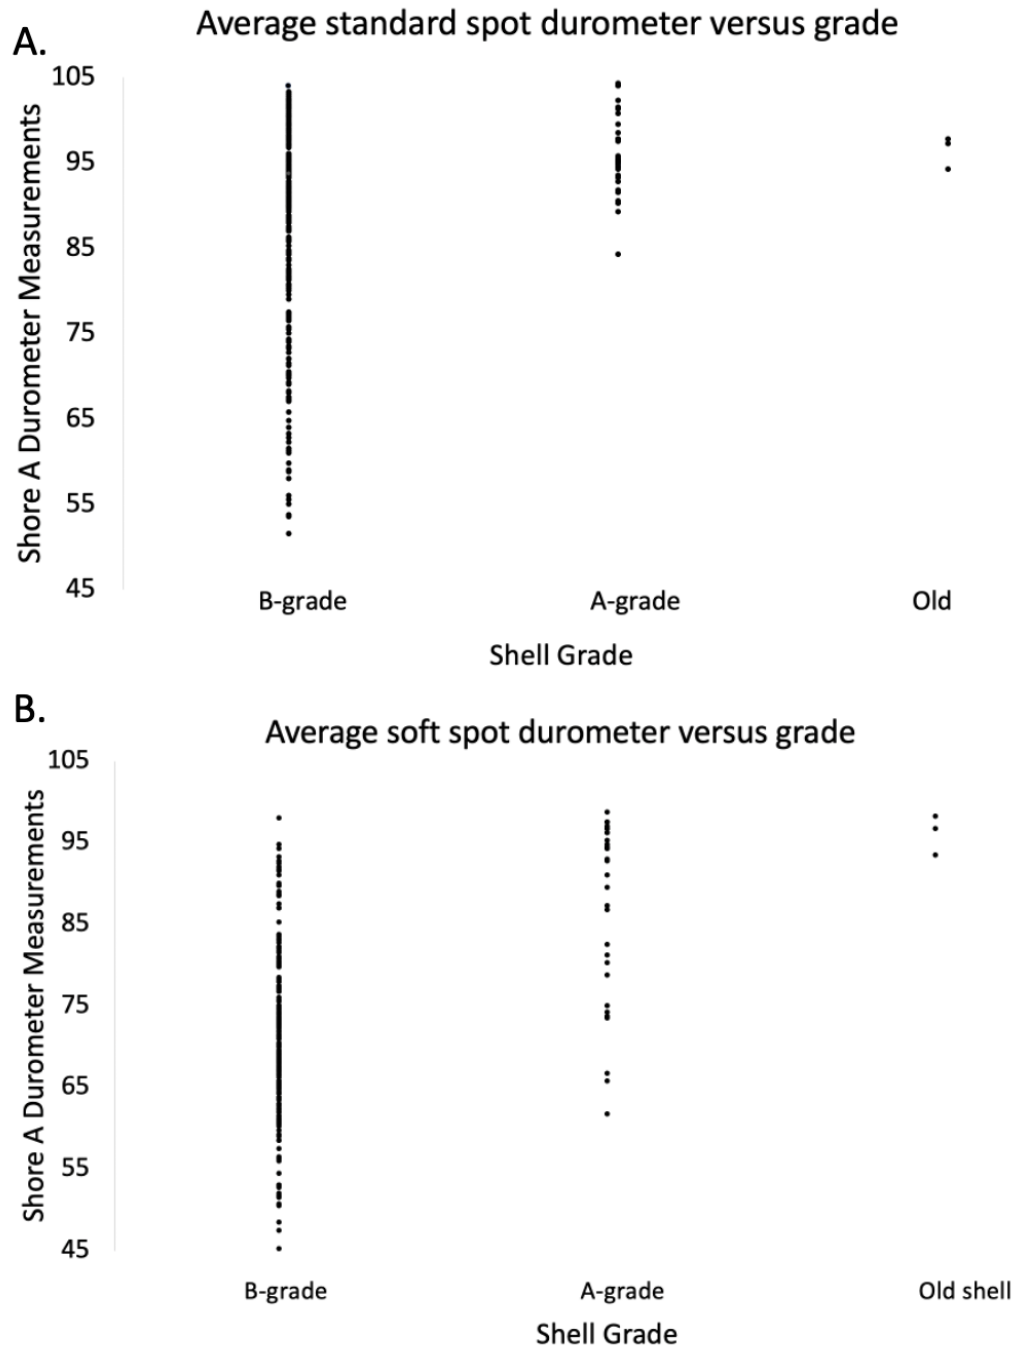 A.
Average standard spot durometer versus grade
Shore A Durometer Measurements
105
95
85
75
65
55
45
B-grade A-grade Old
Shell Grade
B.
Average soft spot durometer versus grade
Shore A Durometer Measurements
105
95
85
75
65
55
45
B-grade A-grade Old shell
Shell Grade